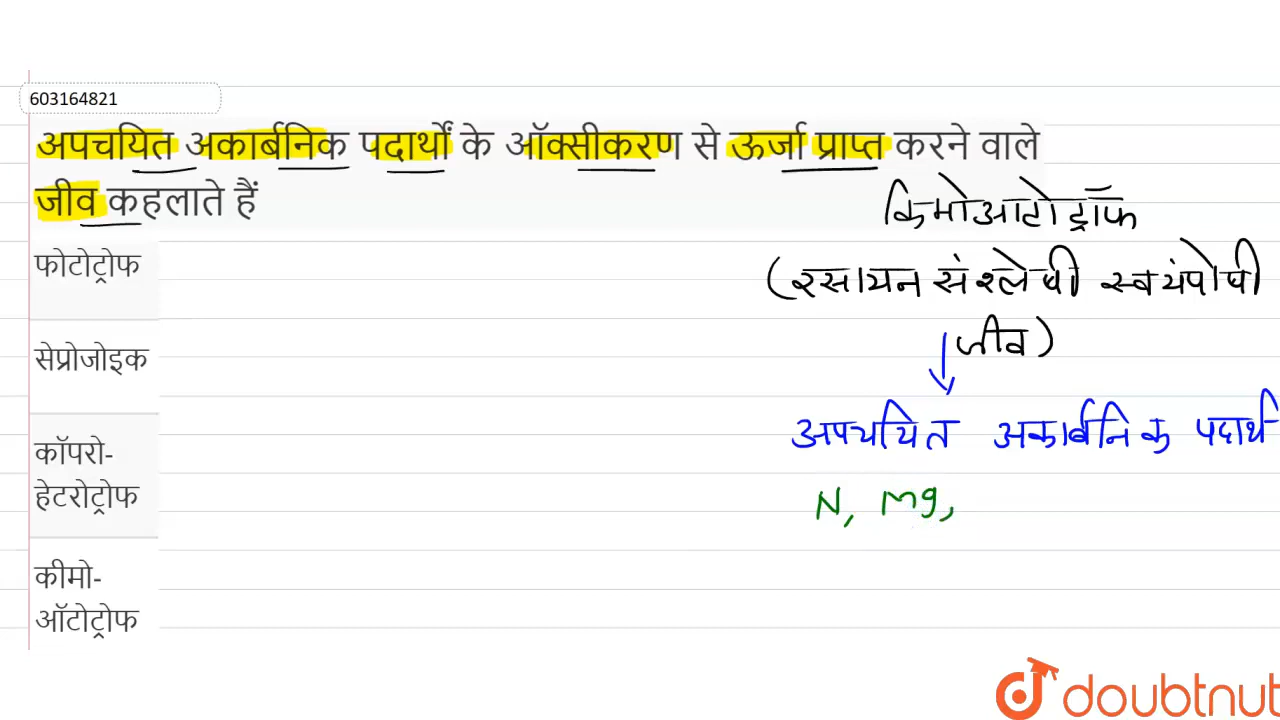 603164821
अपचयित अकार्बनिक पदार्थों के ऑक्सीकरण से ऊर्जा प्राप्त करने वाले
जीव कहलाते हैं
फोटोट्रोफ
सेप्रोजोइक
कॉपरो-
हेटरोट्रोफ
कीमो-
ऑटोट्रोफ
किमोआटोट्रॉफ
(रसायन संश्लेषी स्वयंपोषी
जीव)
अपचयित अकार्बनिक पदार्थ
N, Mg,
doubtnut